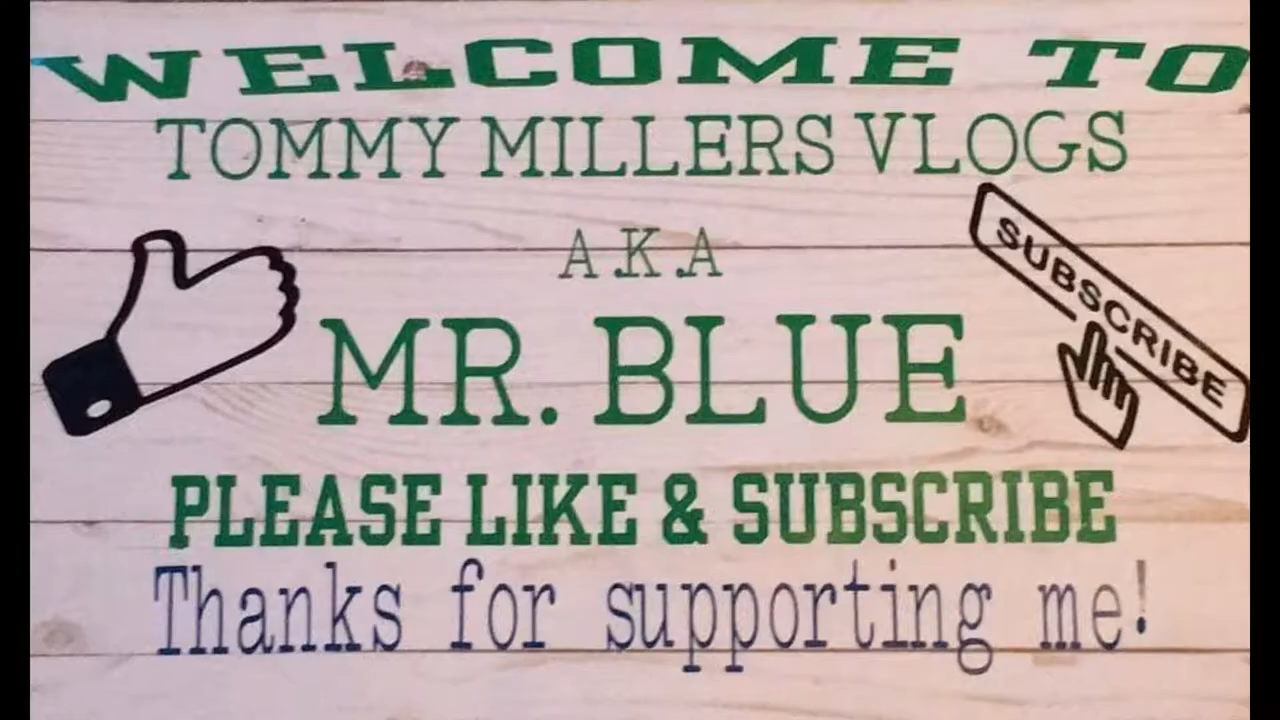 WELCOME TO
TOMMY MILLERS VLOGS
A.K.A
SUBSCRIBE
MR. BLUE
PLEASE LIKE & SUBSCRIBE
Thanks for supporting me!